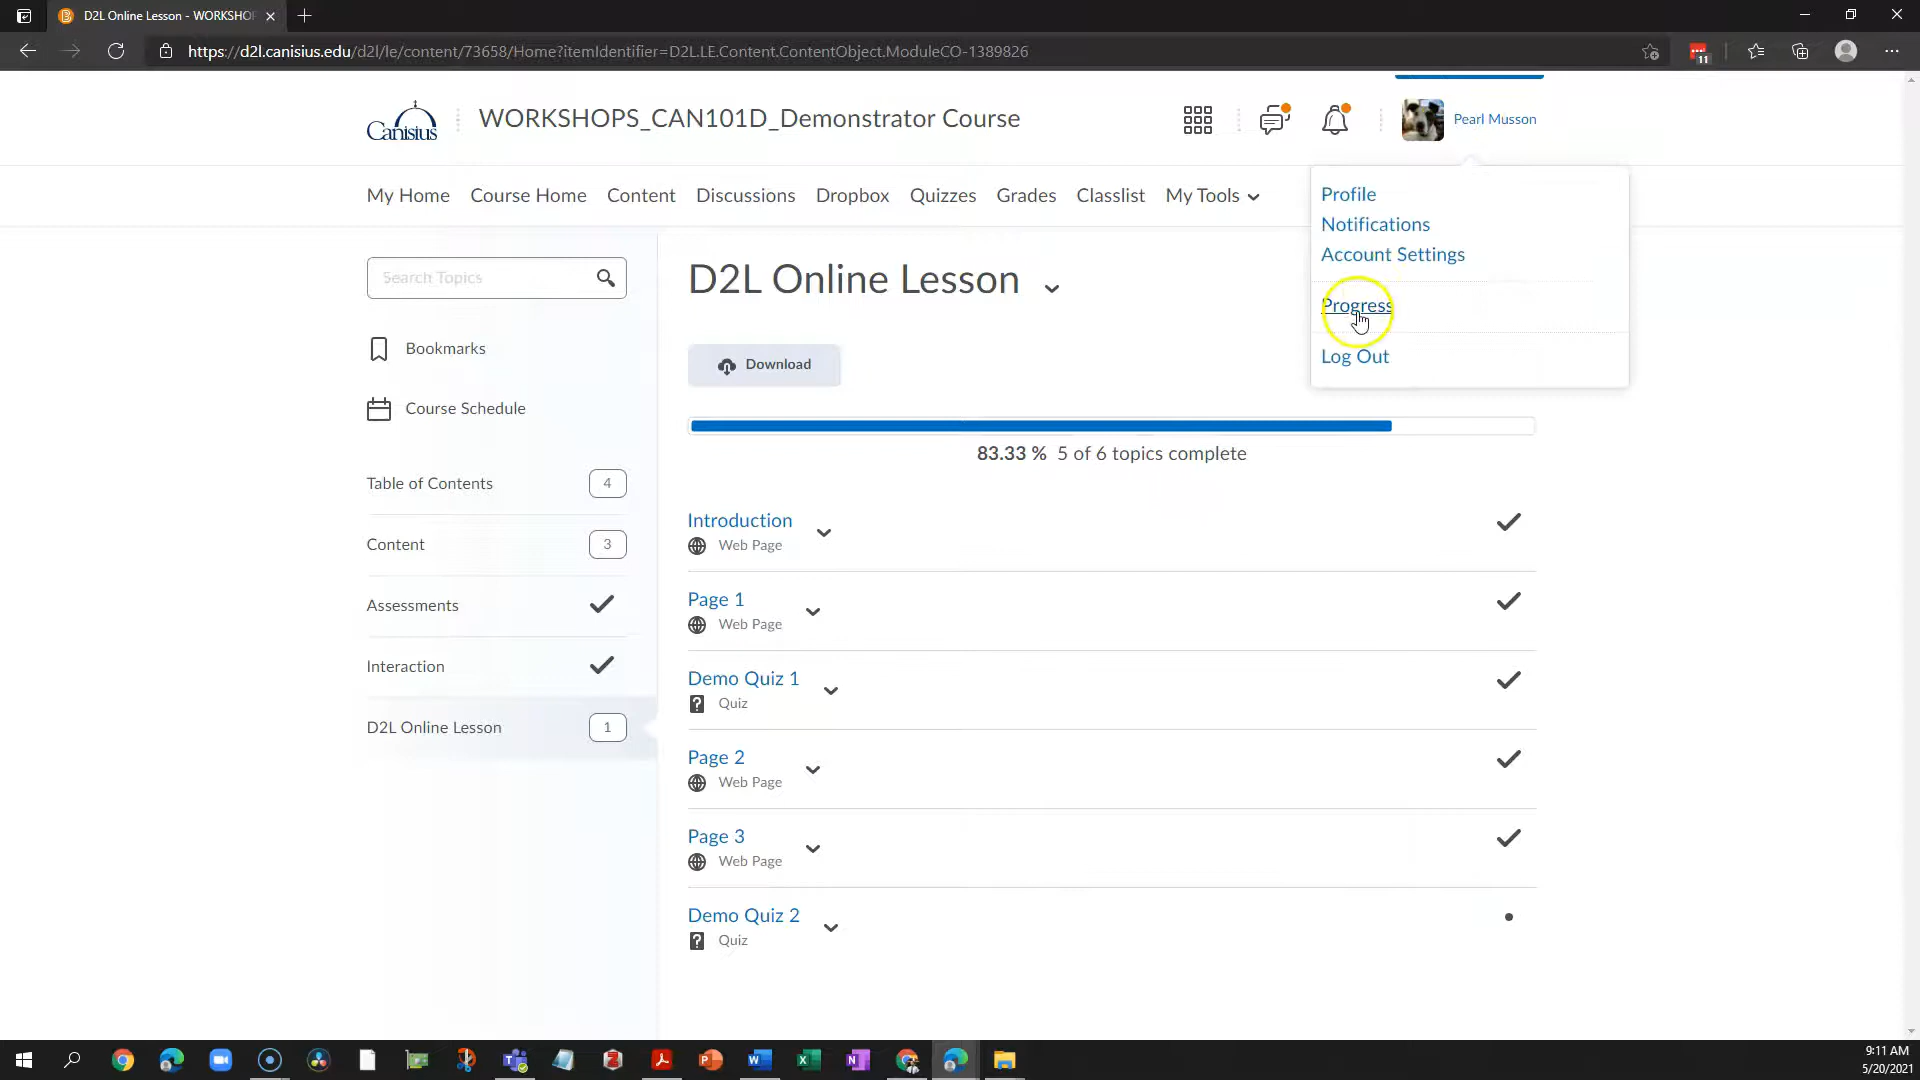 D2L Online Lesson - WORKSHOP
https://d2l.canisius.edu/d2l/le/content/73658/Home?itemIdentifier=D2L.LE.Content.ContentObject.ModuleCO-1389826
11
Canisius
WORKSHOPS_CAN101D_Demonstrator Course
Pearl Musson
My Home
Course Home
Content
Discussions
Dropbox
Quizzes
Grades
Classlist
My Tools
Profile
Notifications
Account Settings
Progress
Log Out
Search Topics
Bookmarks
Course Schedule
Table of Contents
4
Content
3
Assessments
Interaction
D2L Online Lesson
1
D2L Online Lesson
Download
83.33 % 5 of 6 topics complete
Introduction
Web Page
Page 1
Web Page
Demo Quiz 1
Quiz
Page 2
Web Page
Page 3
Web Page
Demo Quiz 2
Quiz
9:11 AM
5/20/2021